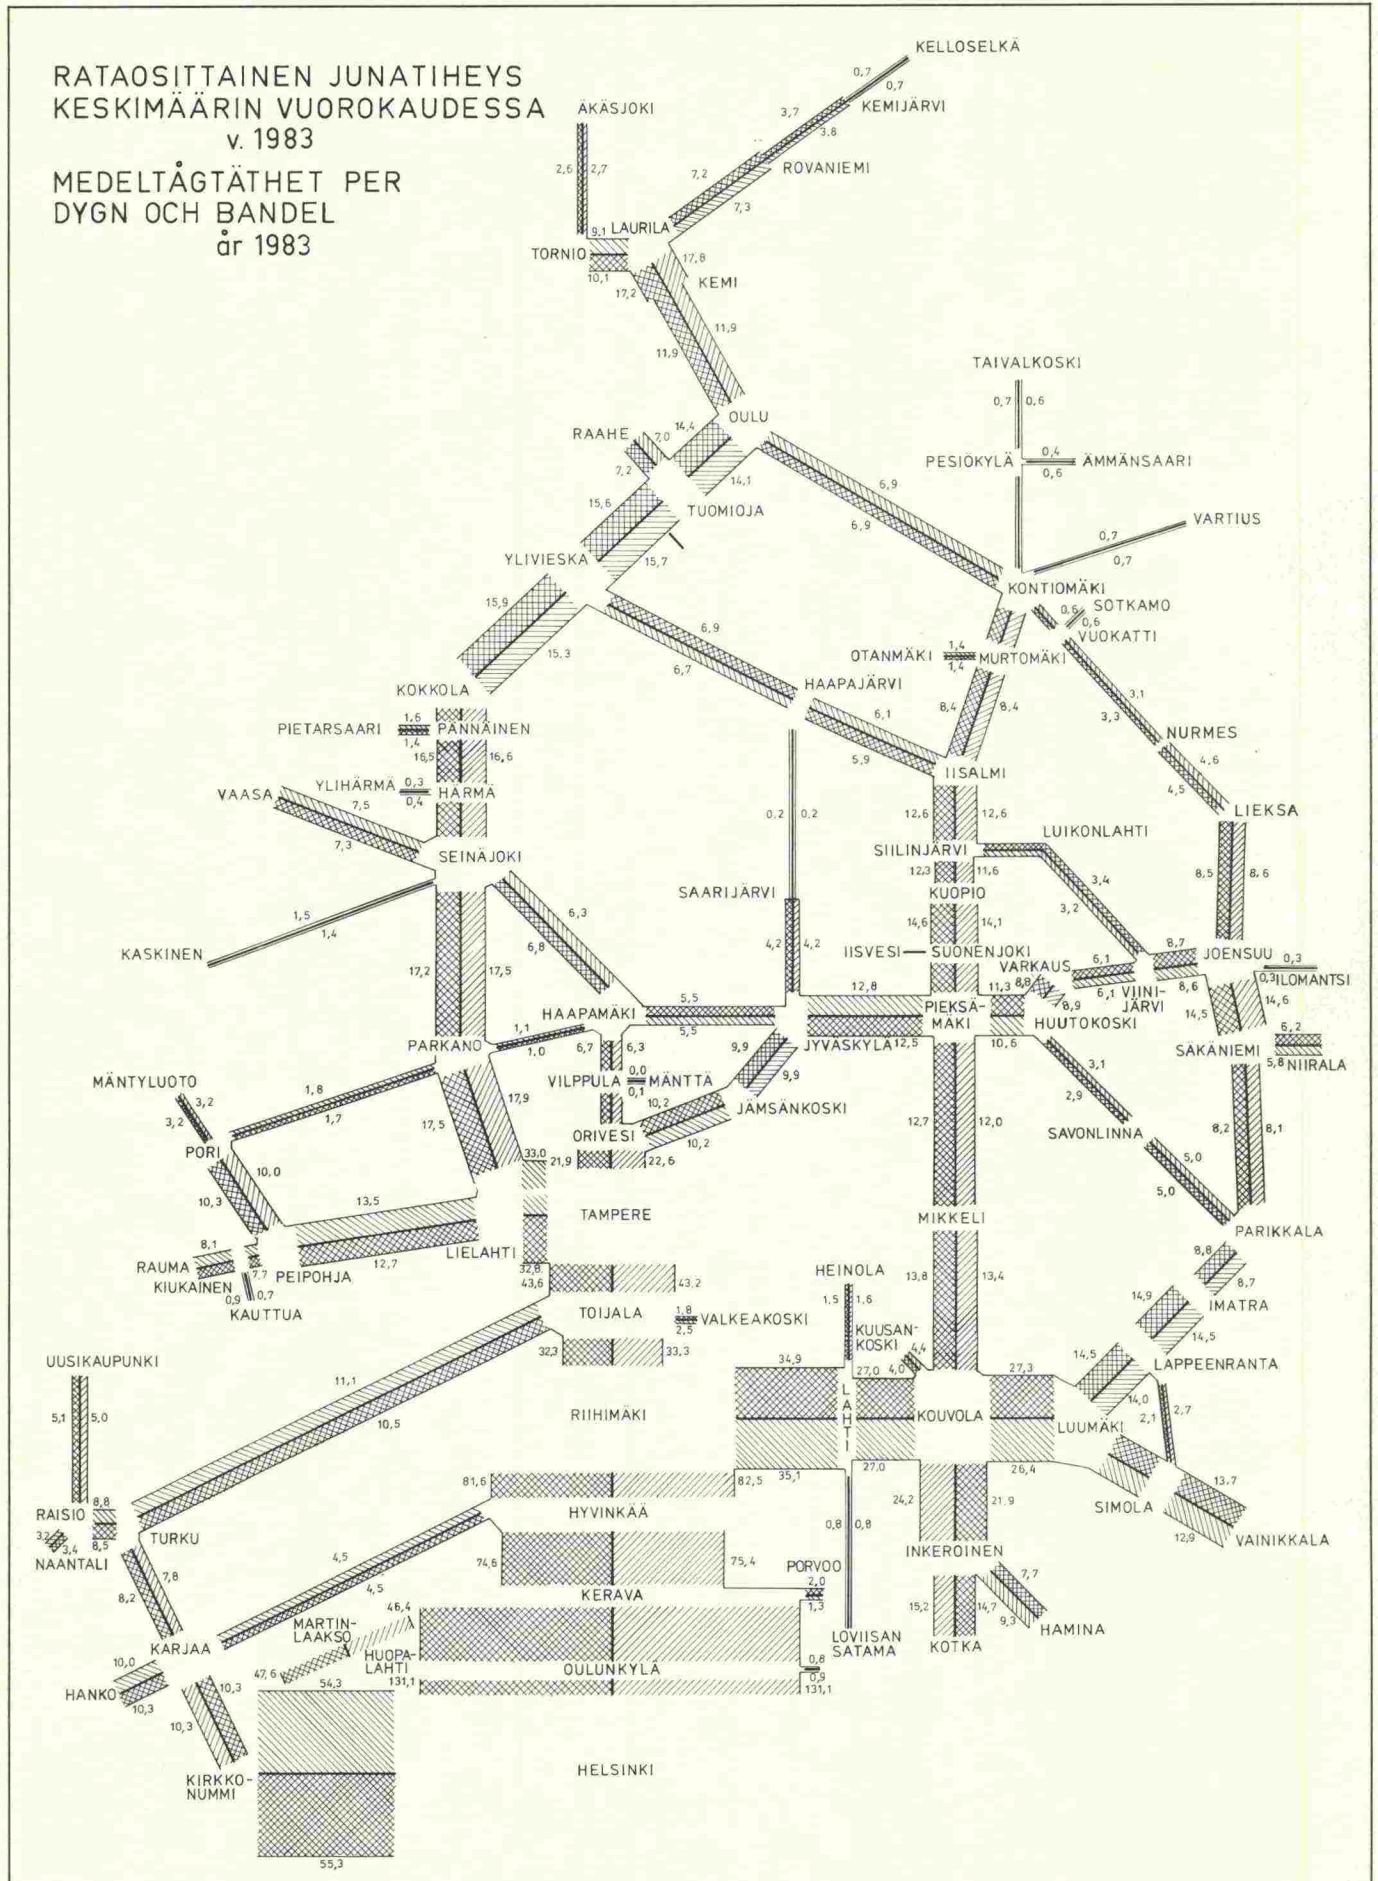 RATAOSITTAINEN JUNATIHEYS
KESKIMÄÄRIN VUOROKAUDESSA
v. 1983
MEDELTÅGTÄTHET PER
DYGN OCH BANDEL
år 1983
KELLOSELKÄ
0,7
0,7
KEMIJÄRVI
3,7
3,8
ÄKÄSJOKI
2,6 2,7
ROVANIEMI
7,2
7,3
9,1 LAURILA
TORNIO
10,1
17,8
17,2
KEMI
11,9
11,9
TAIVALKOSKI
0,7 0,6
OULU
RAAHE 7,0
14,4
7,2
14,1
PESIÖKYLÄ 0,4 ÄMMÄNSAARI
0,6
6,9
6,9
15,6
TUOMIOJA
VARTIUS
0,7
0,7
YLIVIESKA
15,7
KONTIOMÄKI
15,9
0,6 SOTKAMO
0,6
VUOKATTI
6,9
6,7
15,3
OTANMÄKI 1,4 MURTOMÄKI
1,4
KOKKOLA
HAAPAJÄRVI
6,1
5,9
8,4 8,4
3,1
3,3
PIETARSAARI 1,6 PÄNNÄINEN
1,4
16,5 16,6
NURMES
4,6
4,5
IISALMI
YLIHÄRMÄ 0,3 HÄRMÄ
0,4
VAASA
7,5
7,3
0,2 0,2
12,6 12,6
LIEKSA
LUIKONLAHTI
SEINÄJOKI
SIILINJÄRVI
12,3 11,6
3,4
3,2
8,5 8,6
SAARIJÄRVI
KUOPIO
6,3
6,8
1,5
1,4
14,6 14,1
4,2 4,2
KASKINEN
IISVESI SUONENJOKI
17,2 17,5
VARKAUS
6,1
6,1
8,7
8,6
JOENSUU
0,3
0,3 ILOMANTSI
VIINI-
JÄRVI
8,8
8,9
12,8
11,3
5,5
5,5
HAAPAMÄKI
PIEKSÄ-
MÄKI
HUUTOKOSKI
14,5 14,6
JYVÄSKYLÄ 12,5
10,6
6,2
5,8 NIIRALA
SÄKÄNIEMI
PARKANO
1,1
1,0
6,7 6,3
9,9
9,9
MÄNTYLUOTO
VILPPULA 0,0 MÄNTTÄ
0,1
3,1
2,9
3,2
3,2
1,8
1,7
17,5 17,9
10,2
10,2
JÄMSÄNKOSKI
12,7 12,0
SAVONLINNA
8,2 8,1
ORIVESI
PORI
33,0
21,9 22,6
5,0
5,0
10,0
10,3
13,5
12,7
TAMPERE
MIKKELI
PARIKKALA
8,1
LIELAHTI
RAUMA
7,7 PEIPOHJA
KIUKAINEN
0,9 0,7
KAUTTUA
32,8
43,6 43,2
HEINOLA
1,5 1,6
13,8 13,4
8,8
8,7
IMATRA
TOIJALA
1,8 VALKEAKOSKI
2,5
14,9
14,5
KUUSAN-
KOSKI
32,3 33,3
4,4
4,0
UUSIKAUPUNKI
34,9
27,0
27,3
14,5
14,0
LAPPEENRANTA
11,1
10,5
5,1 5,0
RIIHIMÄKI
LAHTI
KOUVOLA
LUUMÄKI
2,1 2,7
35,1
27,0
26,4
81,6 82,5
13,7
12,9
SIMOLA
VAINIKKALA
RAISIO 8,8
8,5
TURKU
HYVINKÄÄ
24,2 21,9
3,2
3,4
NAANTALI
0,8 0,8
7,8
8,2
4,5
4,5
74,6 75,4
PORVOO
2,0
1,3
INKEROINEN
7,7
9,3
HAMINA
KERAVA
46,4
15,2 14,7
MARTIN-
LAAKSO
LOVIISAN
SATAMA
KOTKA
KARJAA
HUOPA-
LAHTI
OULUNKYLÄ
0,8
0,9
10,0
10,3
HANKO
47,6
54,3
131,1 131,1
10,3
10,3
KIRKKO-
NUMMI
HELSINKI
55,3